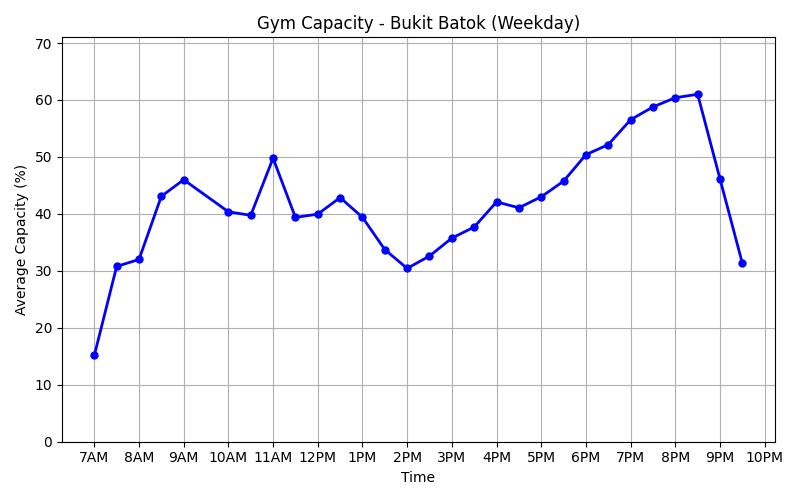 Gym Capacity - Bukit Batok (Weekday)
70
60
50
40
30
20
10
0
Average Capacity (%)
7AM 8AM 9AM 10AM 11AM 12PM 1PM 2PM 3PM 4PM 5PM 6PM 7PM 8PM 9PM 10PM
Time